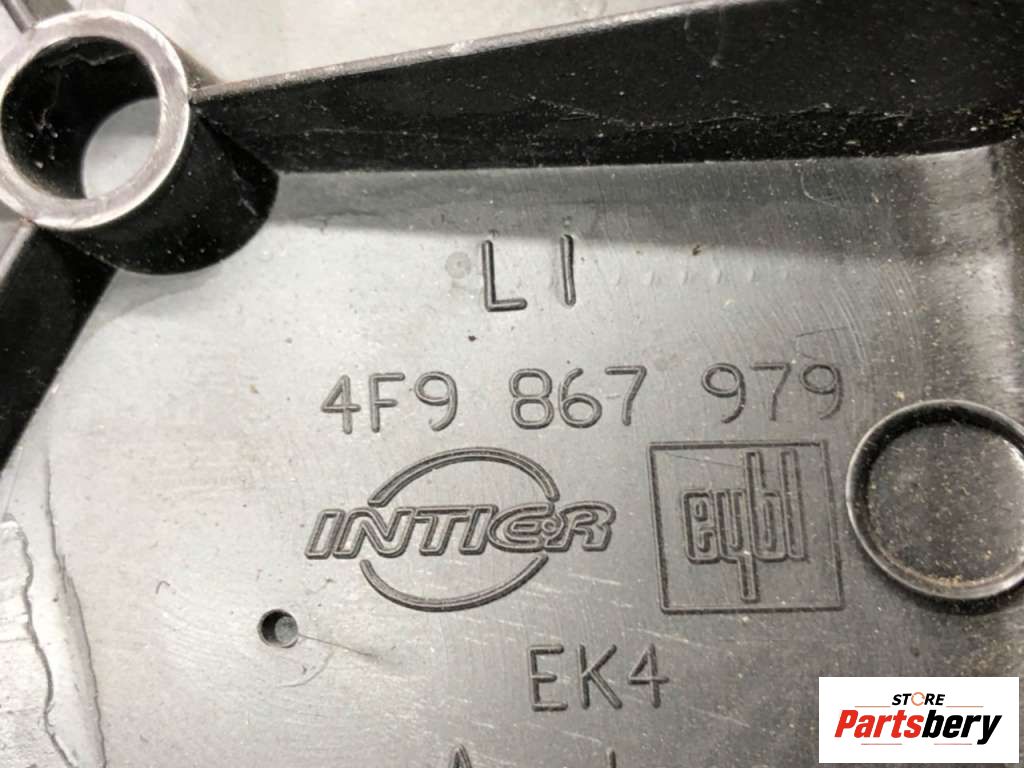 LI
4F9 867 979
INTIER eybl
EK4
STORE
Partsbery